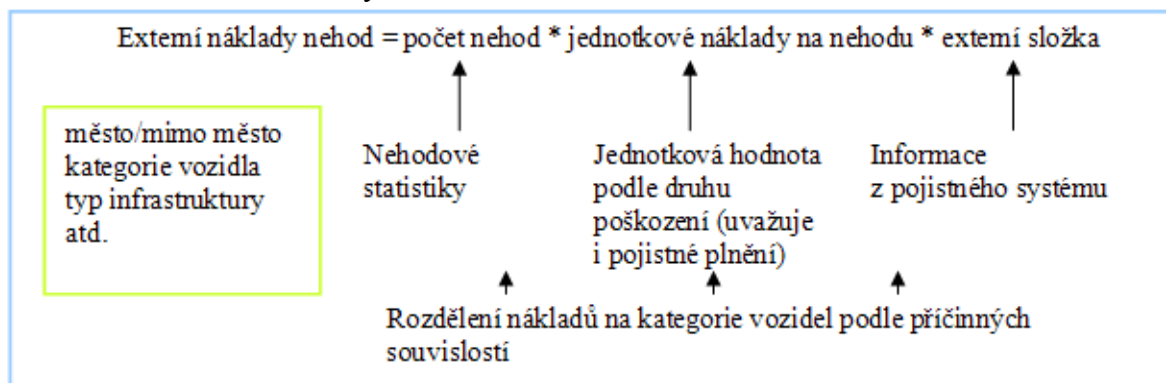 Externí náklady nehod = počet nehod * jednotkové náklady na nehodu * externí složka
město/mimo město
kategorie vozidla
typ infrastruktury
atd.
Nehodové
statistiky
Jednotková hodnota
podle druhu
poškození (uvažuje
i pojistné plnění)
Informace
z pojistného systému
Rozdělení nákladů na kategorie vozidel podle příčinných
souvislostí